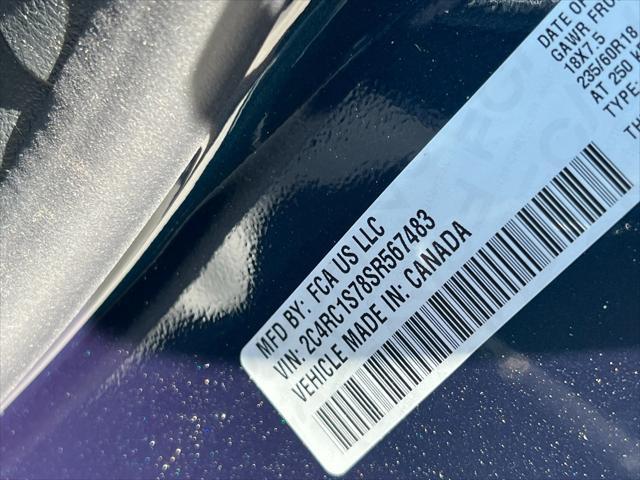 MFD BY: FCA US LLC
VIN: 2C4RC1S78SR567483
VEHICLE MADE IN: CANADA
DATE OF
GAWR FRO
18X7.5
235/60R18
AT 250 K
TYPE:
TH